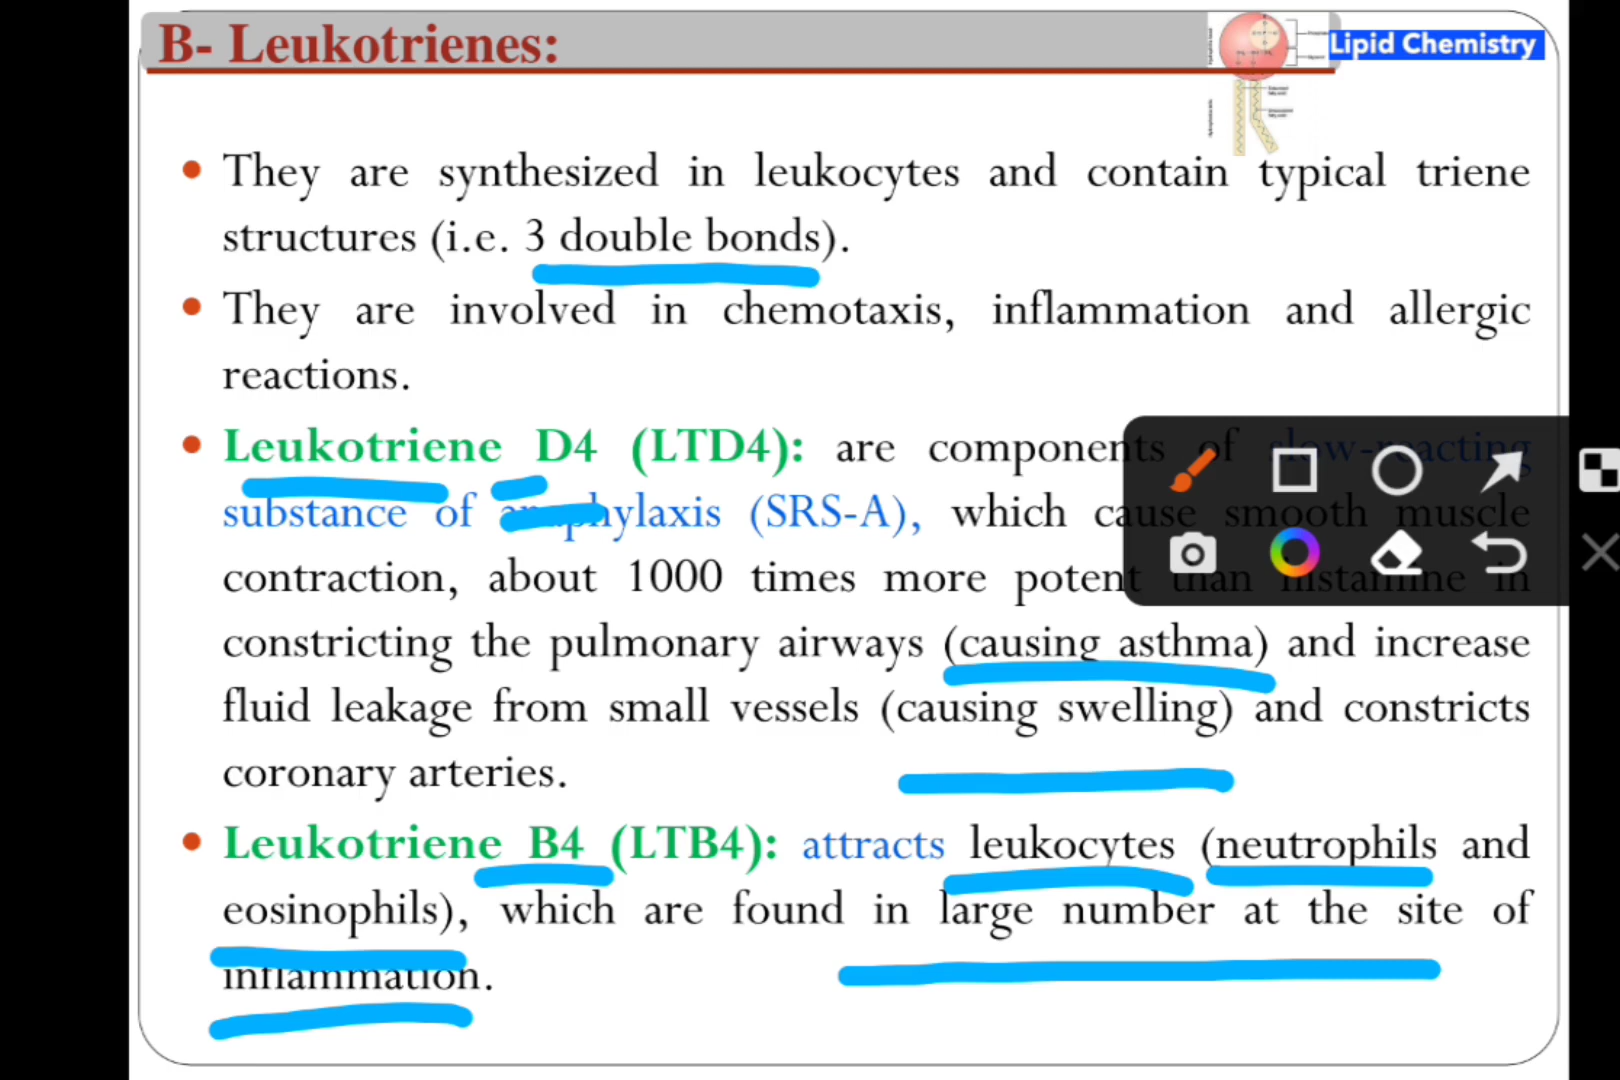 B- Leukotrienes:
Lipid Chemistry
They are synthesized in leukocytes and contain typical triene
structures (i.e. 3 double bonds).
They are involved in chemotaxis, inflammation and allergic
reactions.
Leukotriene D4 (LTD4): are components of slow-reacting
substance of anaphylaxis (SRS-A), which cause smooth muscle
contraction, about 1000 times more potent than histamine in
constricting the pulmonary airways (causing asthma) and increase
fluid leakage from small vessels (causing swelling) and constricts
coronary arteries.
Leukotriene B4 (LTB4): attracts leukocytes (neutrophils and
eosinophils), which are found in large number at the site of
inflammation.